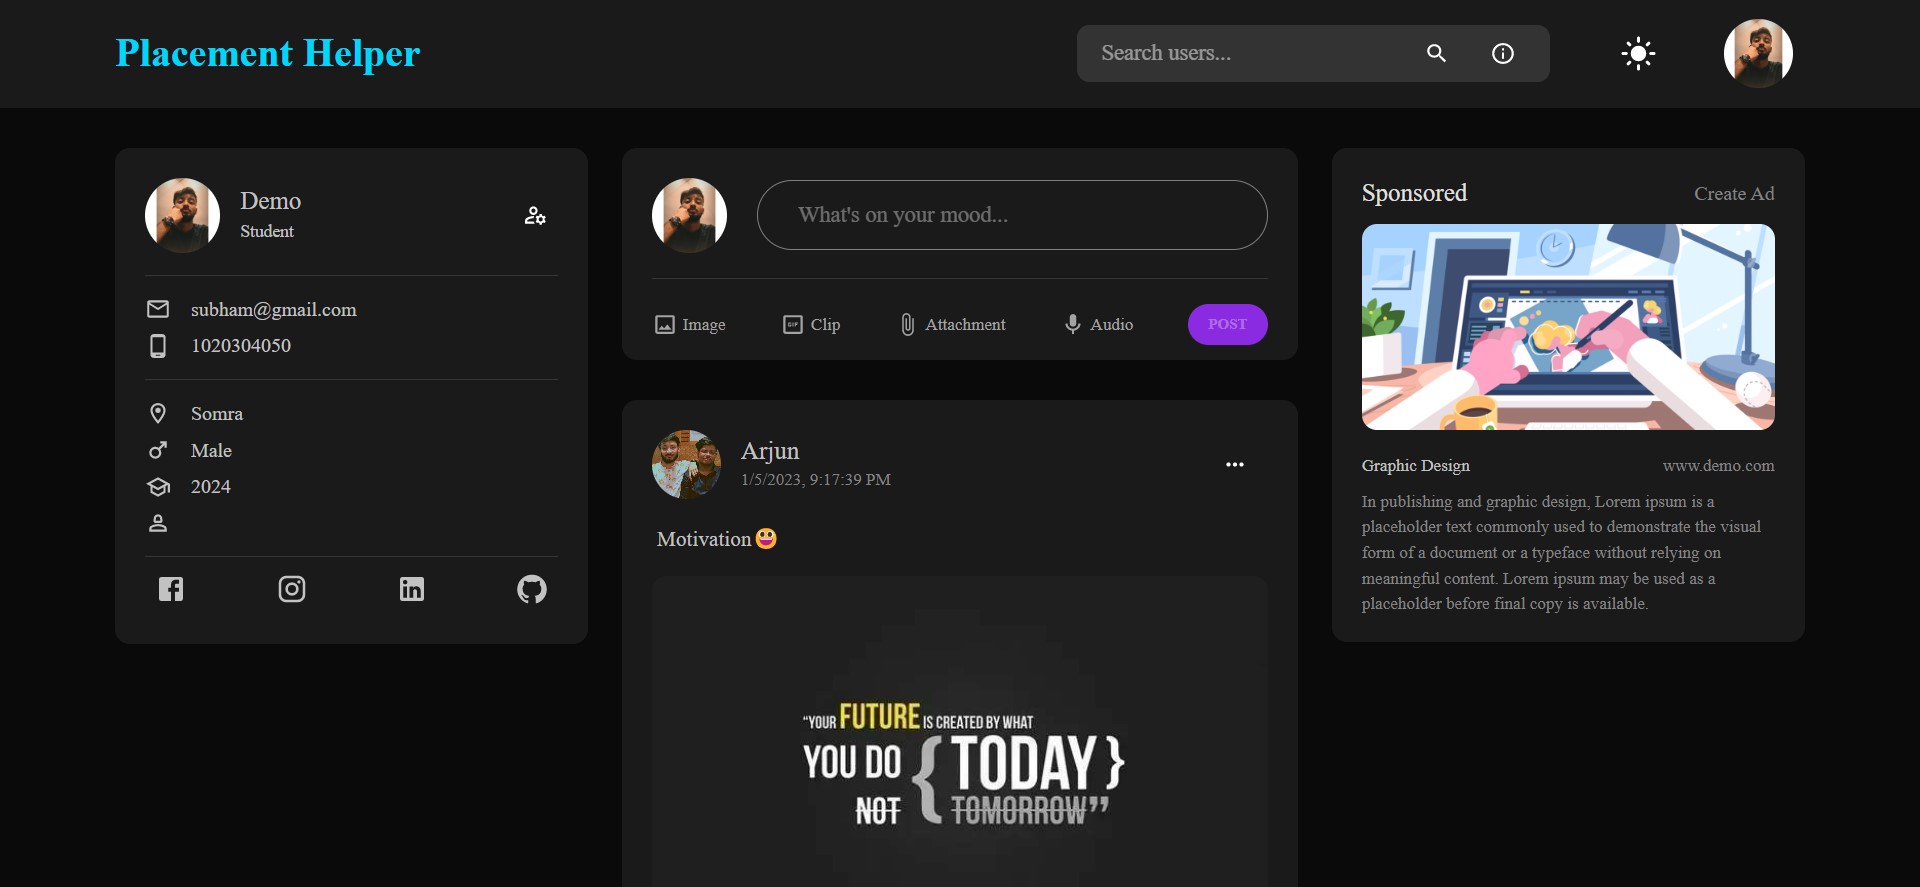 Placement Helper
Search users...
Demo
Student
subham@gmail.com
1020304050
Somra
Male
2024
What's on your mood...
Image
GIF
Clip
Attachment
Audio
POST
Arjun
1/5/2023, 9:17:39 PM
Motivation😃
“YOUR FUTURE IS CREATED BY WHAT
YOU DO { TODAY }
NOT TOMORROW”
Sponsored
Create Ad
Graphic Design
www.demo.com
In publishing and graphic design, Lorem ipsum is a
placeholder text commonly used to demonstrate the visual
form of a document or a typeface without relying on
meaningful content. Lorem ipsum may be used as a
placeholder before final copy is available.